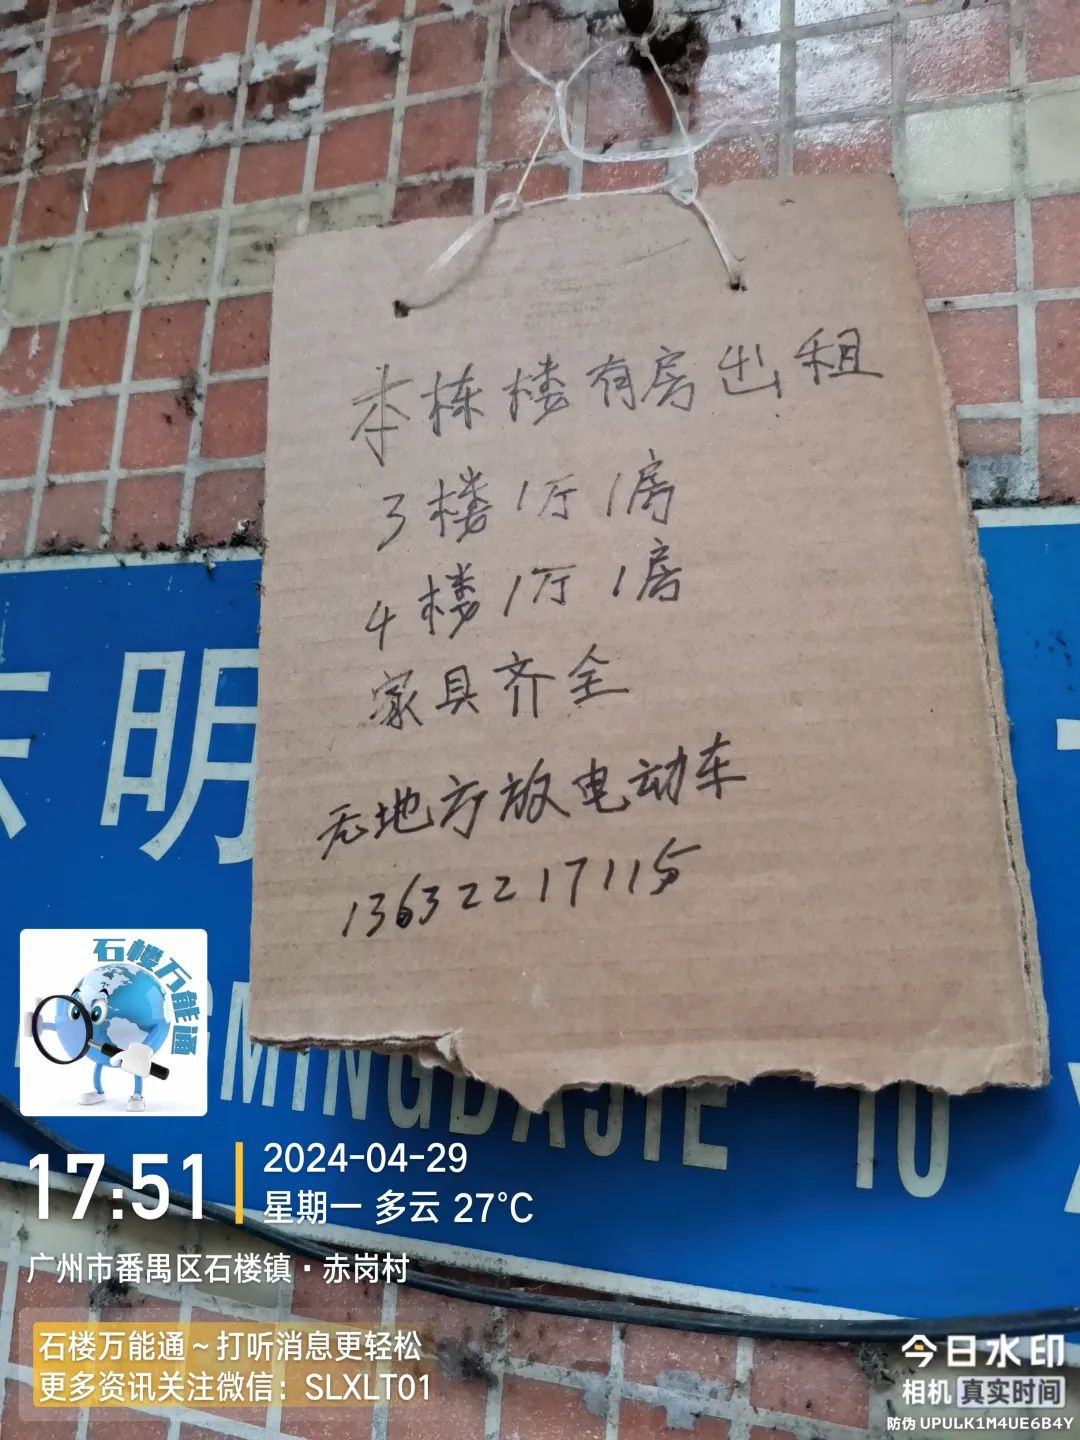 本栋楼有房出租
3楼1厅1房
4楼1厅1房
家具齐全
无地方放电动车
13632217115
明
MINGDAJIE 10
石楼万能通
17:51
2024-04-29
星期一 多云 27°C
广州市番禺区石楼镇·赤岗村
石楼万能通~打听消息更轻松
更多资讯关注微信：SLXLT01
今日水印
相机 真实时间
防伪 UPULK1M4UE6B4Y